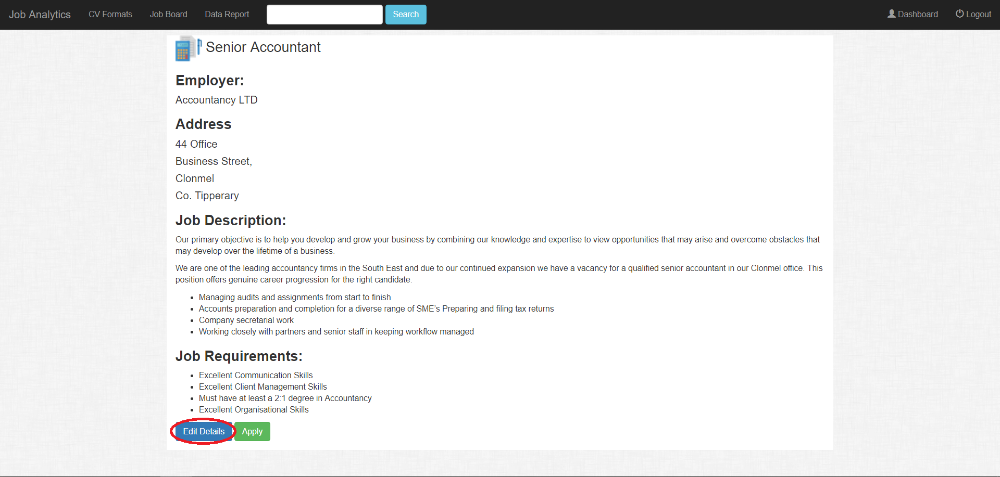 Job Analytics CV Formats Job Board Data Report Search Dashboard Logout
Senior Accountant
Employer:
Accountancy LTD
Address
44 Office
Business Street,
Clonmel
Co. Tipperary
Job Description:
Our primary objective is to help you develop and grow your business by combining our knowledge and expertise to view opportunities that may arise and overcome obstacles that
may develop over the lifetime of a business.
We are one of the leading accountancy firms in the South East and due to our continued expansion we have a vacancy for a qualified senior accountant in our Clonmel office. This
position offers genuine career progression for the right candidate.
• Managing audits and assignments from start to finish
• Accounts preparation and completion for a diverse range of SME’s Preparing and filing tax returns
• Company secretarial work
• Working closely with partners and senior staff in keeping workflow managed
Job Requirements:
• Excellent Communication Skills
• Excellent Client Management Skills
• Must have at least a 2:1 degree in Accountancy
• Excellent Organisational Skills
Edit Details Apply